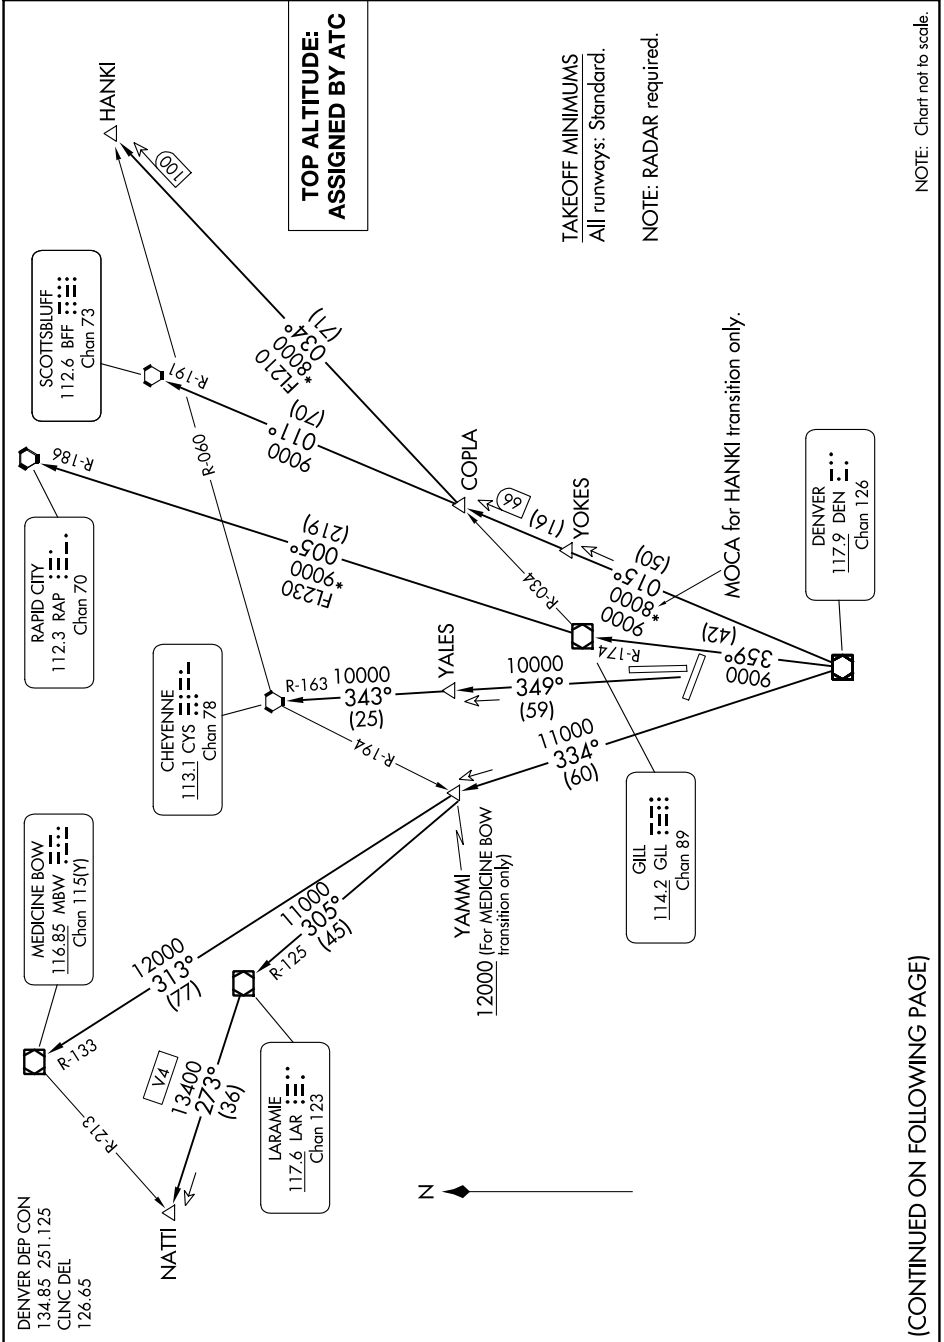 DENVER DEP CON
134.85 251.125
CLNC DEL
126.65
MEDICINE BOW
116.85 MBW
Chan 115(Y)
R-133
R-213
12000
313°
(77)
NATTI
V4
13400
273°
(36)
LARAMIE
117.6 LAR
Chan 123
R-125
11000
305°
(45)
YAMMI
12000 (For MEDICINE BOW
transition only)
CHEYENNE
113.1 CYS
Chan 78
R-163
R-194
R-060
10000
343°
(25)
YALES
10000
349°
(59)
11000
334°
(60)
RAPID CITY
112.3 RAP
Chan 70
R-186
FL230
*9000
005°
(219)
SCOTTSBLUFF
112.6 BFF
Chan 73
R-191
9000
011°
(70)
HANKI
100
FL210
*8000
034°
(71)
COPLA
66
(16)
YOKES
R-034
9000
*8000
015°
(50)
MOCA for HANKI transition only.
R-174
9000
359°
(42)
GILL
114.2 GLL
Chan 89
DENVER
117.9 DEN
Chan 126
TOP ALTITUDE:
ASSIGNED BY ATC
TAKEOFF MINIMUMS
All runways: Standard.
NOTE: RADAR required.
N
NOTE: Chart not to scale.
(CONTINUED ON FOLLOWING PAGE)